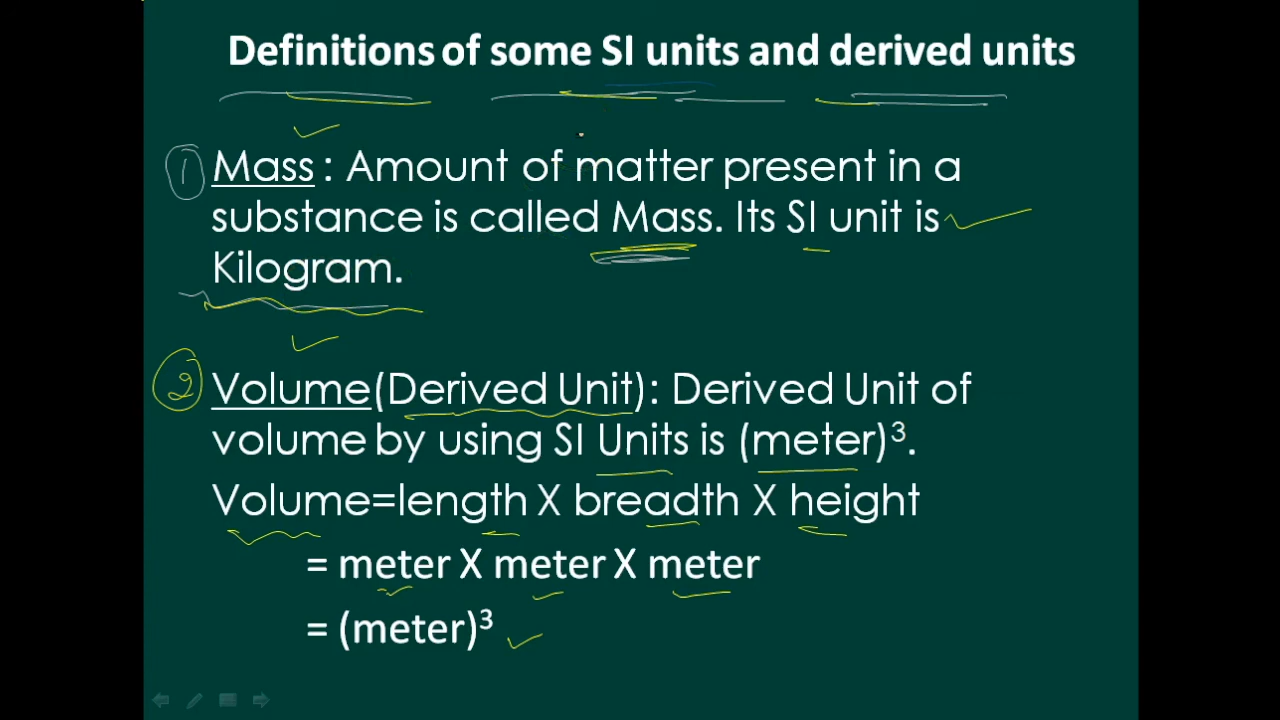 Definitions of some SI units and derived units
1 Mass : Amount of matter present in a
substance is called Mass. Its SI unit is
Kilogram.
2 Volume(Derived Unit): Derived Unit of
volume by using SI Units is (meter)³.
Volume=length X breadth X height
= meter X meter X meter
= (meter)³